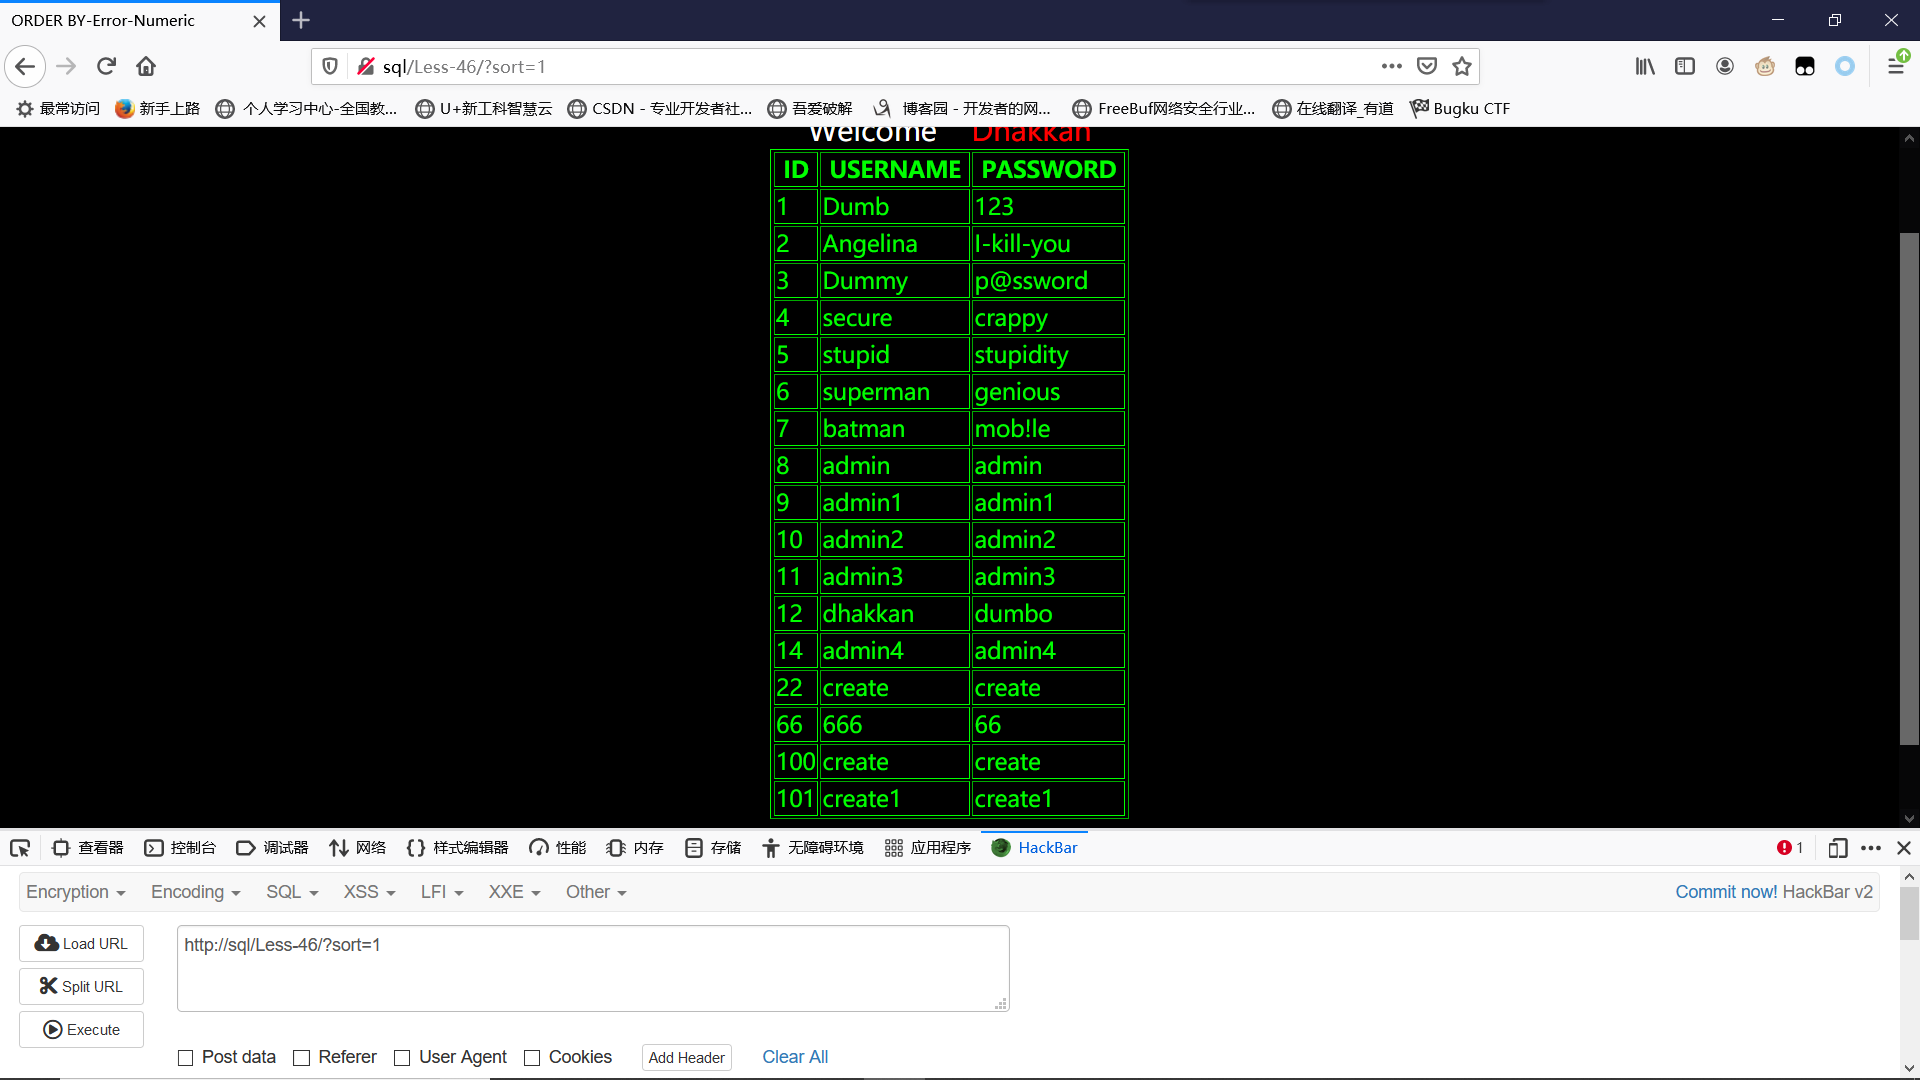 ORDER BY-Error-Numeric
sql/Less-46/?sort=1
最常访问 新手上路 个人学习中心-全国教... U+新工科智慧云 CSDN - 专业开发者社... 吾爱破解 博客园 - 开发者的网... FreeBuf网络安全行业... 在线翻译_有道 Bugku CTF
Welcome Dhakkan
ID USERNAME PASSWORD
1 Dumb 123
2 Angelina I-kill-you
3 Dummy p@ssword
4 secure crappy
5 stupid stupidity
6 superman genious
7 batman mob!le
8 admin admin
9 admin1 admin1
10 admin2 admin2
11 admin3 admin3
12 dhakkan dumbo
14 admin4 admin4
22 create create
66 666 66
100 create create
101 create1 create1
查看器 控制台 调试器 网络 样式编辑器 性能 内存 存储 无障碍环境 应用程序 HackBar 1
Encryption Encoding SQL XSS LFI XXE Other Commit now! HackBar v2
Load URL http://sql/Less-46/?sort=1
Split URL
Execute
Post data Referer User Agent Cookies Add Header Clear All